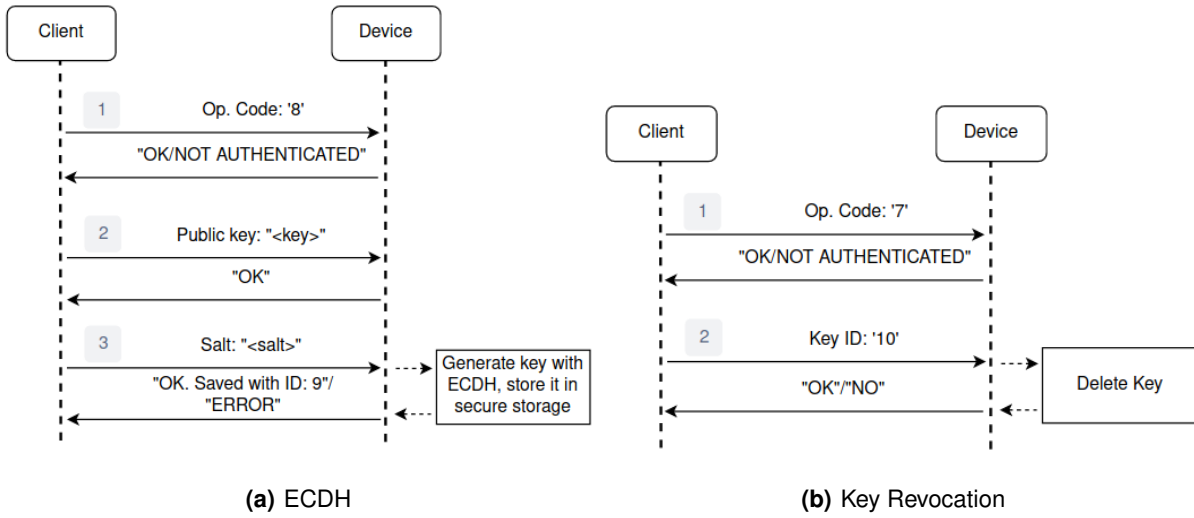 Client
Device
1
Op. Code: '8'
"OK/NOT AUTHENTICATED"
2
Public key: "<key>"
"OK"
3
Salt: "<salt>"
"OK. Saved with ID: 9"/
"ERROR"
Generate key with
ECDH, store it in
secure storage
(a) ECDH
Client
Device
1
Op. Code: '7'
"OK/NOT AUTHENTICATED"
2
Key ID: '10'
"OK"/"NO"
Delete Key
(b) Key Revocation